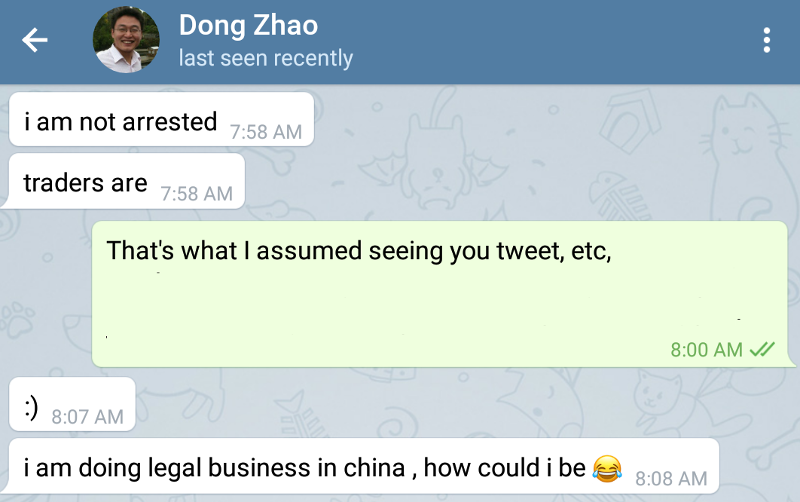 Dong Zhao
last seen recently
i am not arrested 7:58 AM
traders are 7:58 AM
That's what I assumed seeing you tweet, etc,
8:00 AM
:) 8:07 AM
i am doing legal business in china , how could i be 😂 8:08 AM